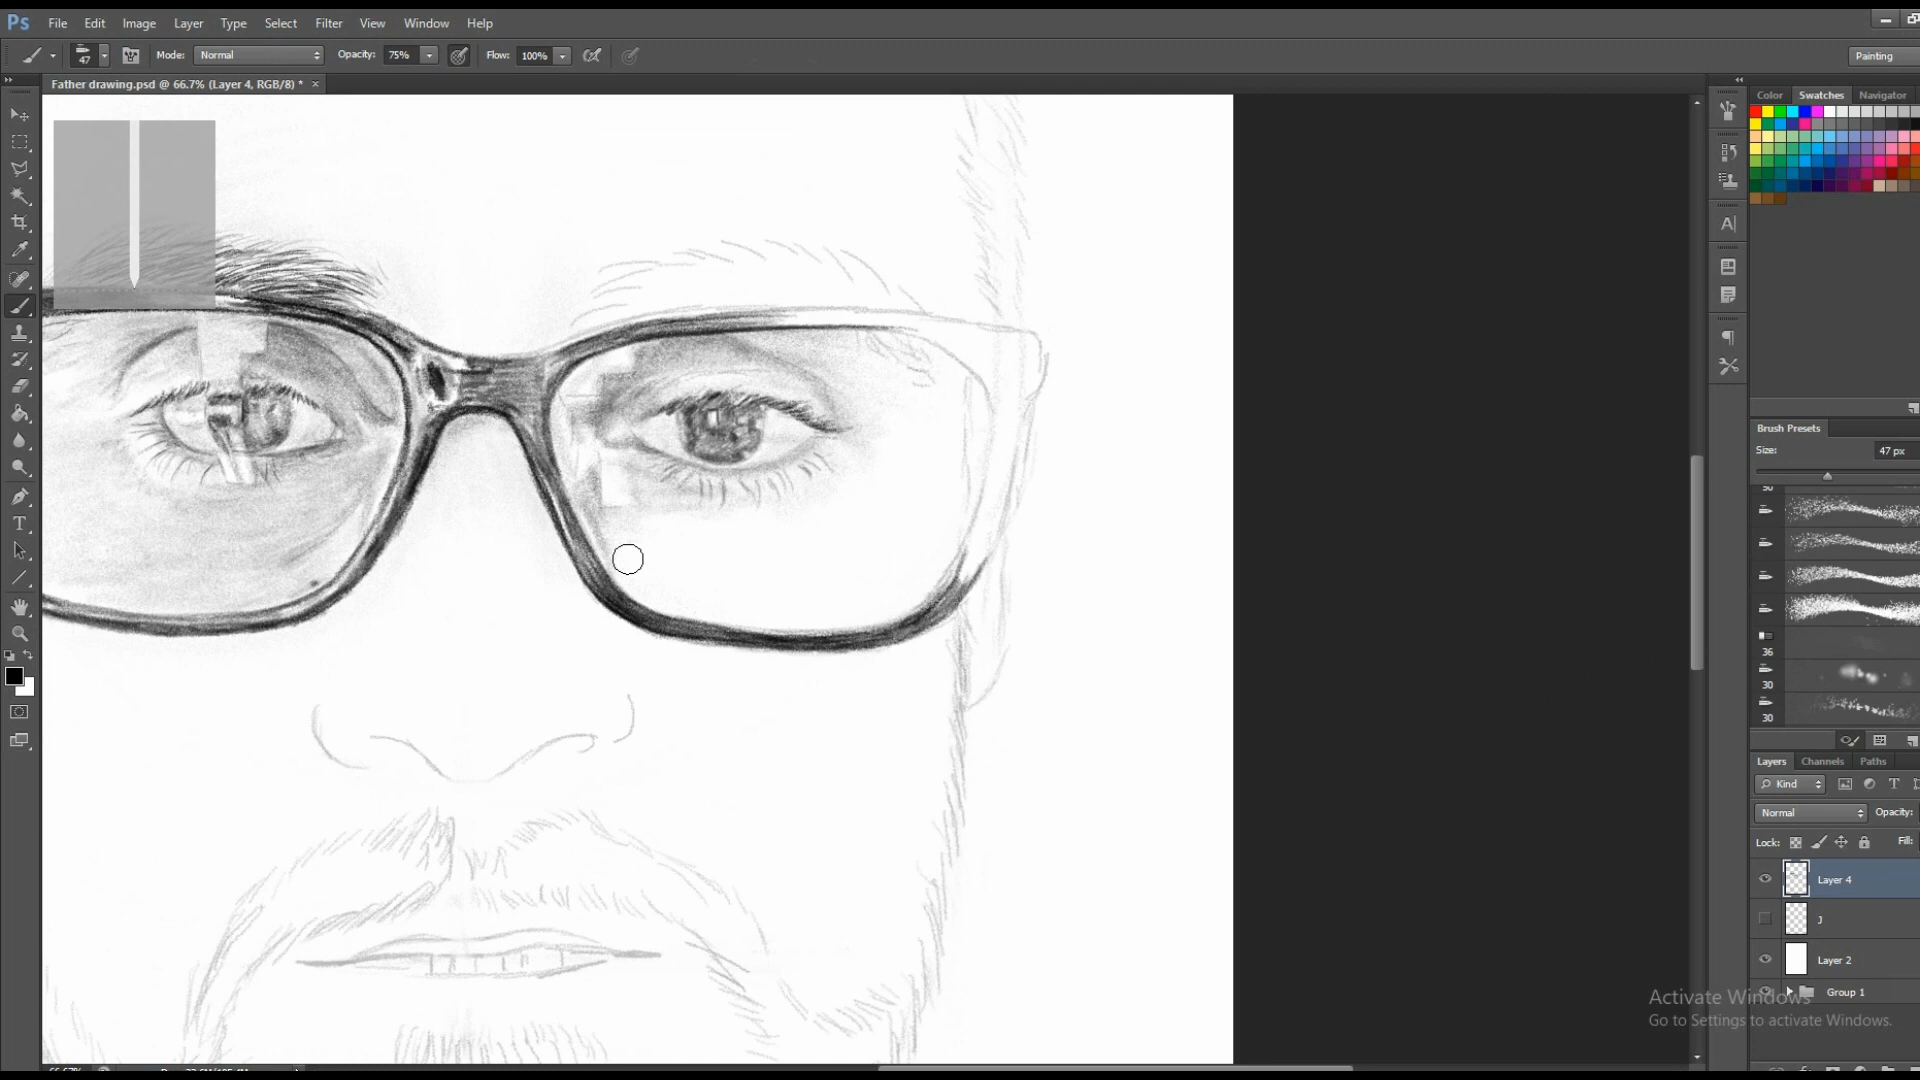 Ps File Edit Image Layer Type Select Filter View Window Help
47 Mode: Normal Opacity: 75% Flow: 100% Painting
Father drawing.psd @ 66.7% (Layer 4, RGB/8) * ×
Color Swatches Navigator
Brush Presets
Size: 47 px
50
36
30
30
Layers Channels Paths
Kind
Normal Opacity:
Lock: Fill:
Layer 4
J
Layer 2
Group 1
Activate Windows
Go to Settings to activate Windows.